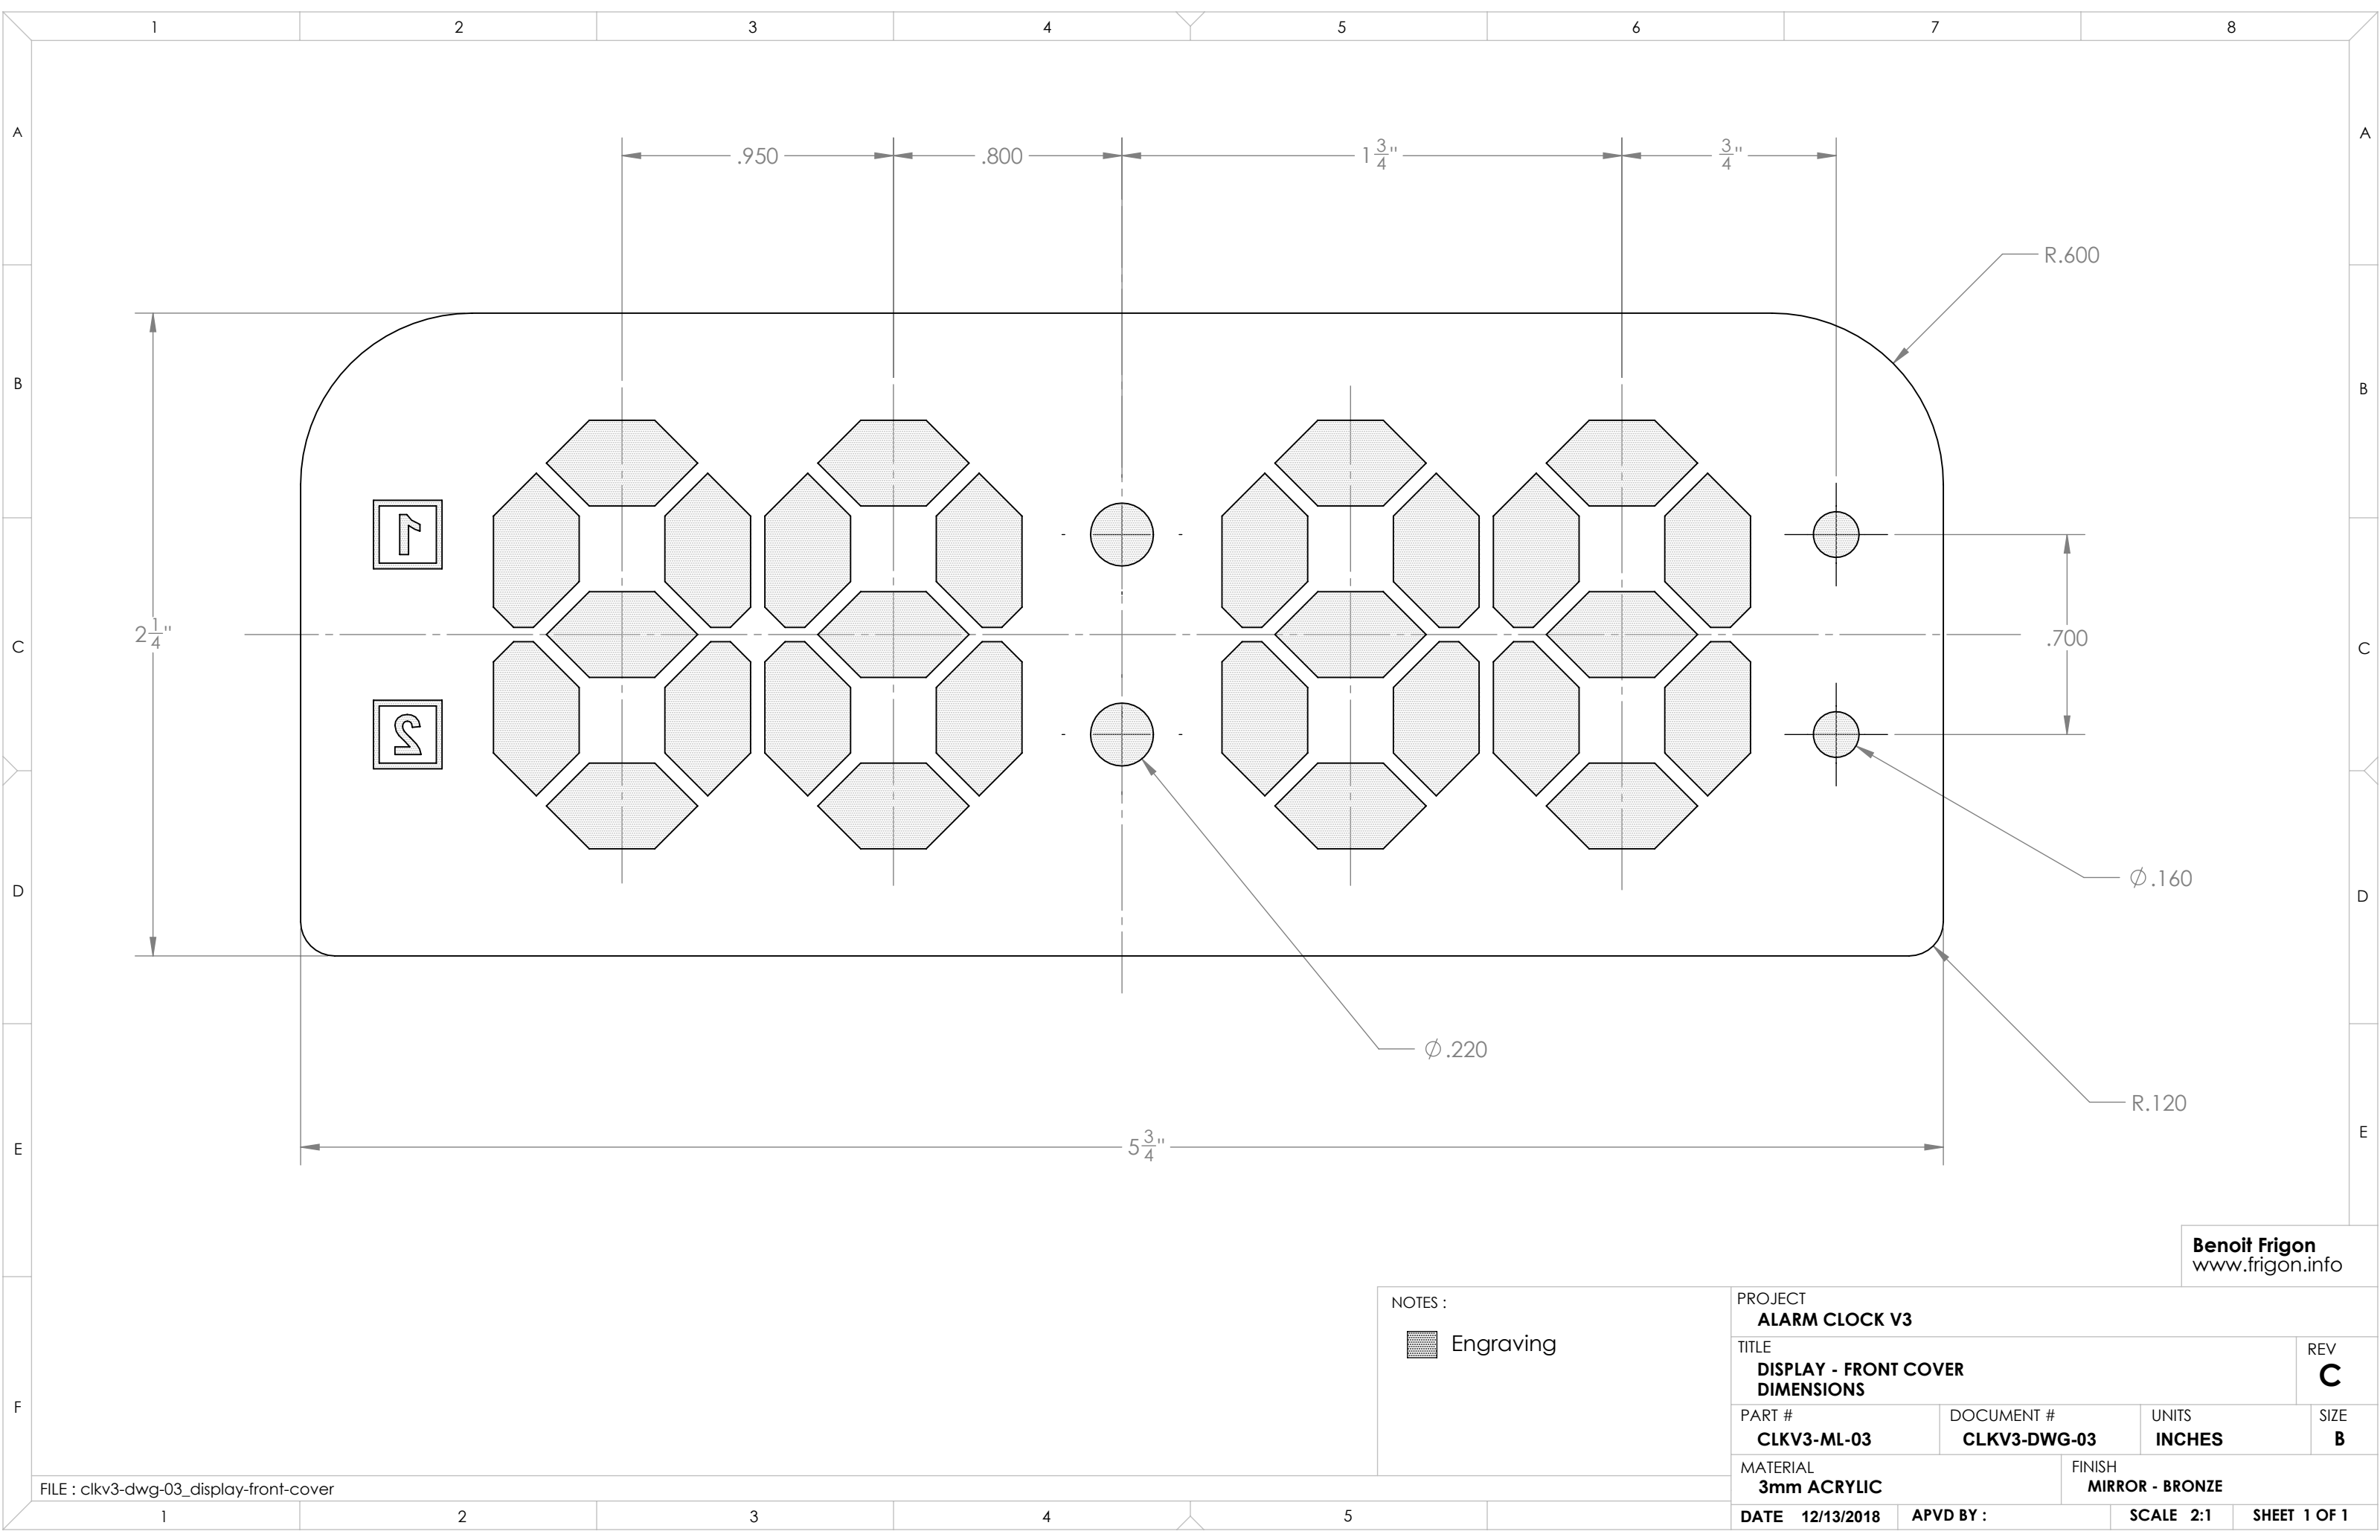 1 2 3 4 5 6 7 8
A A
.950 .800 1 3/4" 3/4"
R.600
B B
1
2 1/4"
.700
C C
2
Ø.160
D D
Ø.220
R.120
5 3/4"
E E
Benoit Frigon
www.frigon.info
NOTES :
Engraving
PROJECT
ALARM CLOCK V3
TITLE
DISPLAY - FRONT COVER
DIMENSIONS
REV
C
F
PART #
CLKV3-ML-03
DOCUMENT #
CLKV3-DWG-03
UNITS
INCHES
SIZE
B
MATERIAL
3mm ACRYLIC
FINISH
MIRROR - BRONZE
FILE : clkv3-dwg-03_display-front-cover
DATE 12/13/2018 APVD BY : SCALE 2:1 SHEET 1 OF 1
1 2 3 4 5